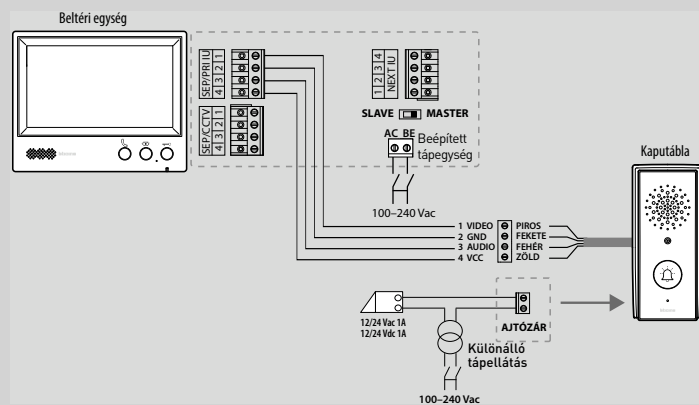 Beltéri egység
SEP/PRI IU
4 3 2 1
SEP/CCTV
4 3 2 1
1 2 3 4
NEXT IU
SLAVE MASTER
AC BE
Beépített
tápegység
100–240 Vac
Kaputábla
1 VIDEO PIROS
2 GND FEKETE
3 AUDIO FEHÉR
4 VCC ZÖLD
12/24 Vac 1A
12/24 Vdc 1A
AJTÓZÁR
Különálló
tápellátás
100–240 Vac